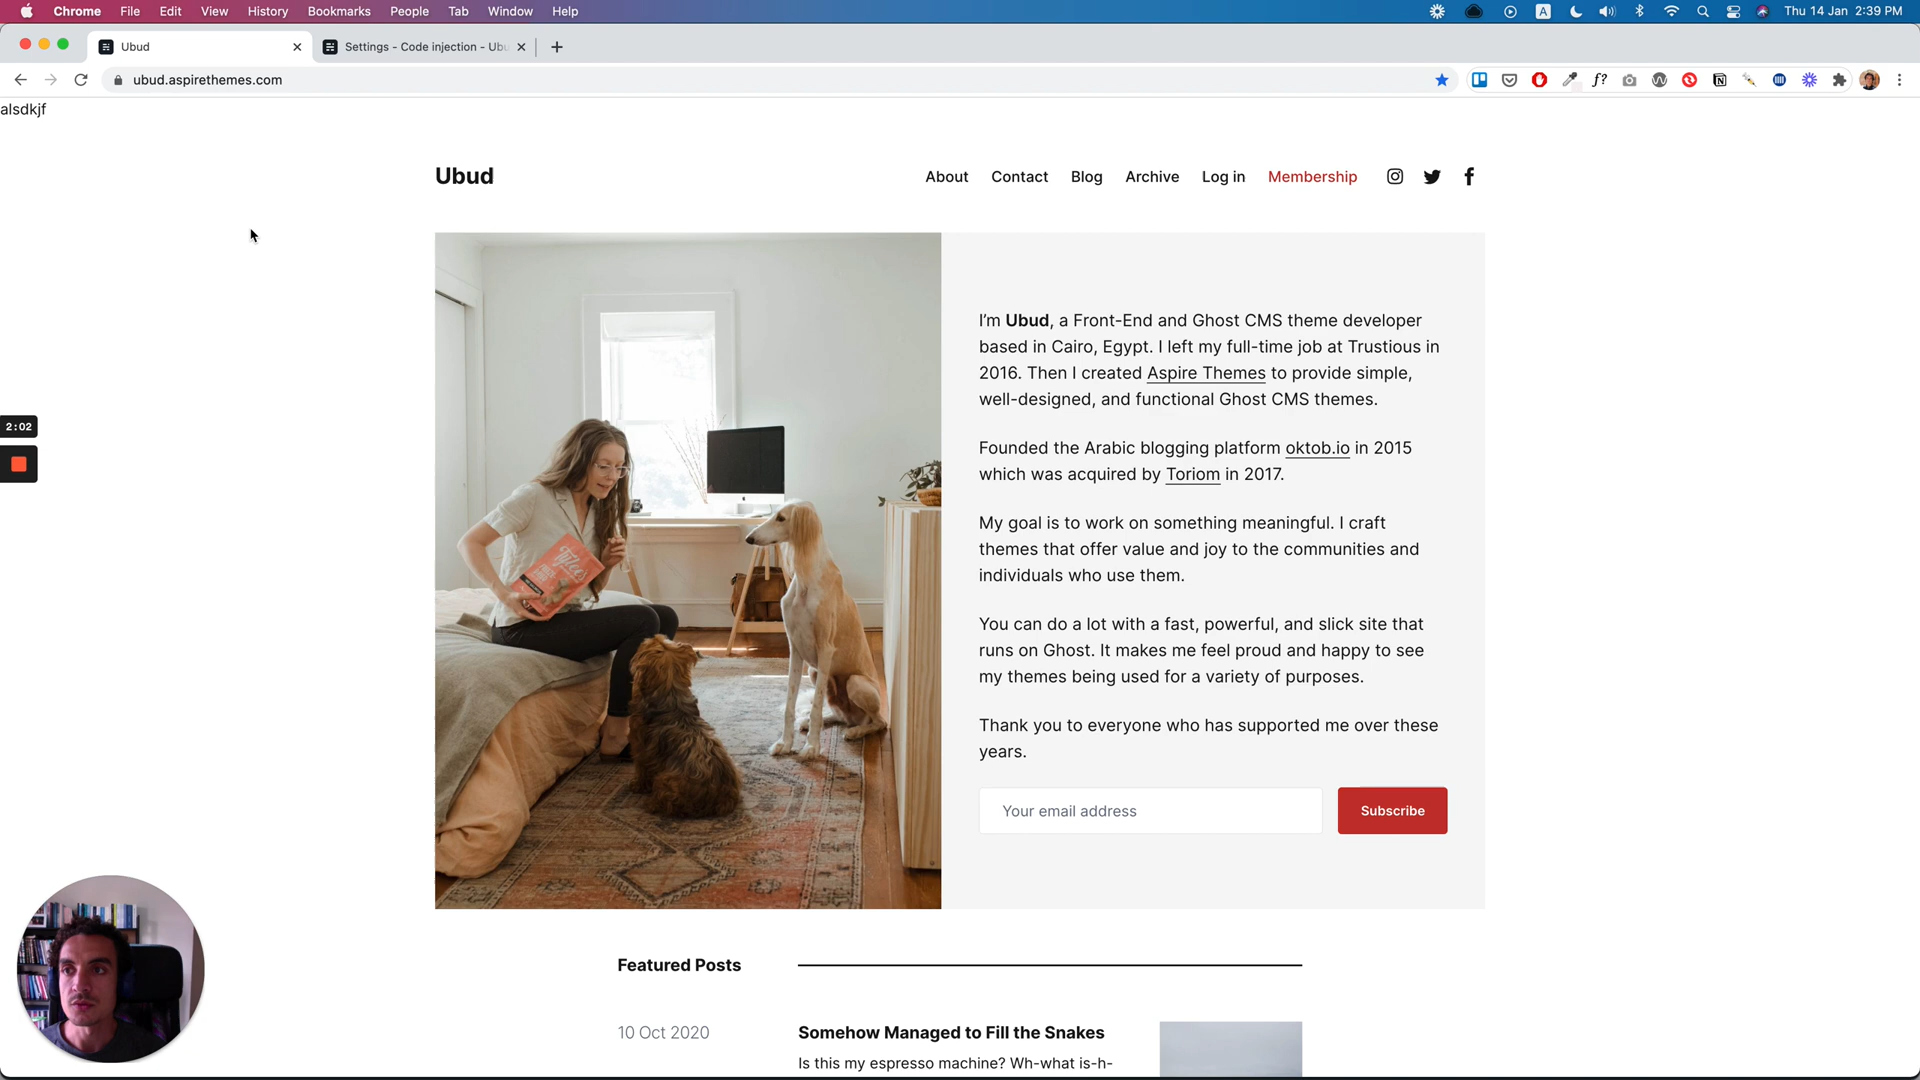 Chrome File Edit View History Bookmarks People Tab Window Help
A
Thu 14 Jan 2:39 PM
Ubud
Settings - Code injection - Ubu
ubud.aspirethemes.com
f?
alsdkjf
Ubud
About Contact Blog Archive Log in Membership
I'm Ubud, a Front-End and Ghost CMS theme developer
based in Cairo, Egypt. I left my full-time job at Trustious in
2016. Then I created Aspire Themes to provide simple,
well-designed, and functional Ghost CMS themes.
Founded the Arabic blogging platform oktob.io in 2015
which was acquired by Toriom in 2017.
My goal is to work on something meaningful. I craft
themes that offer value and joy to the communities and
individuals who use them.
You can do a lot with a fast, powerful, and slick site that
runs on Ghost. It makes me feel proud and happy to see
my themes being used for a variety of purposes.
Thank you to everyone who has supported me over these
years.
Your email address
Subscribe
2:02
Featured Posts
10 Oct 2020
Somehow Managed to Fill the Snakes
Is this my espresso machine? Wh-what is-h-